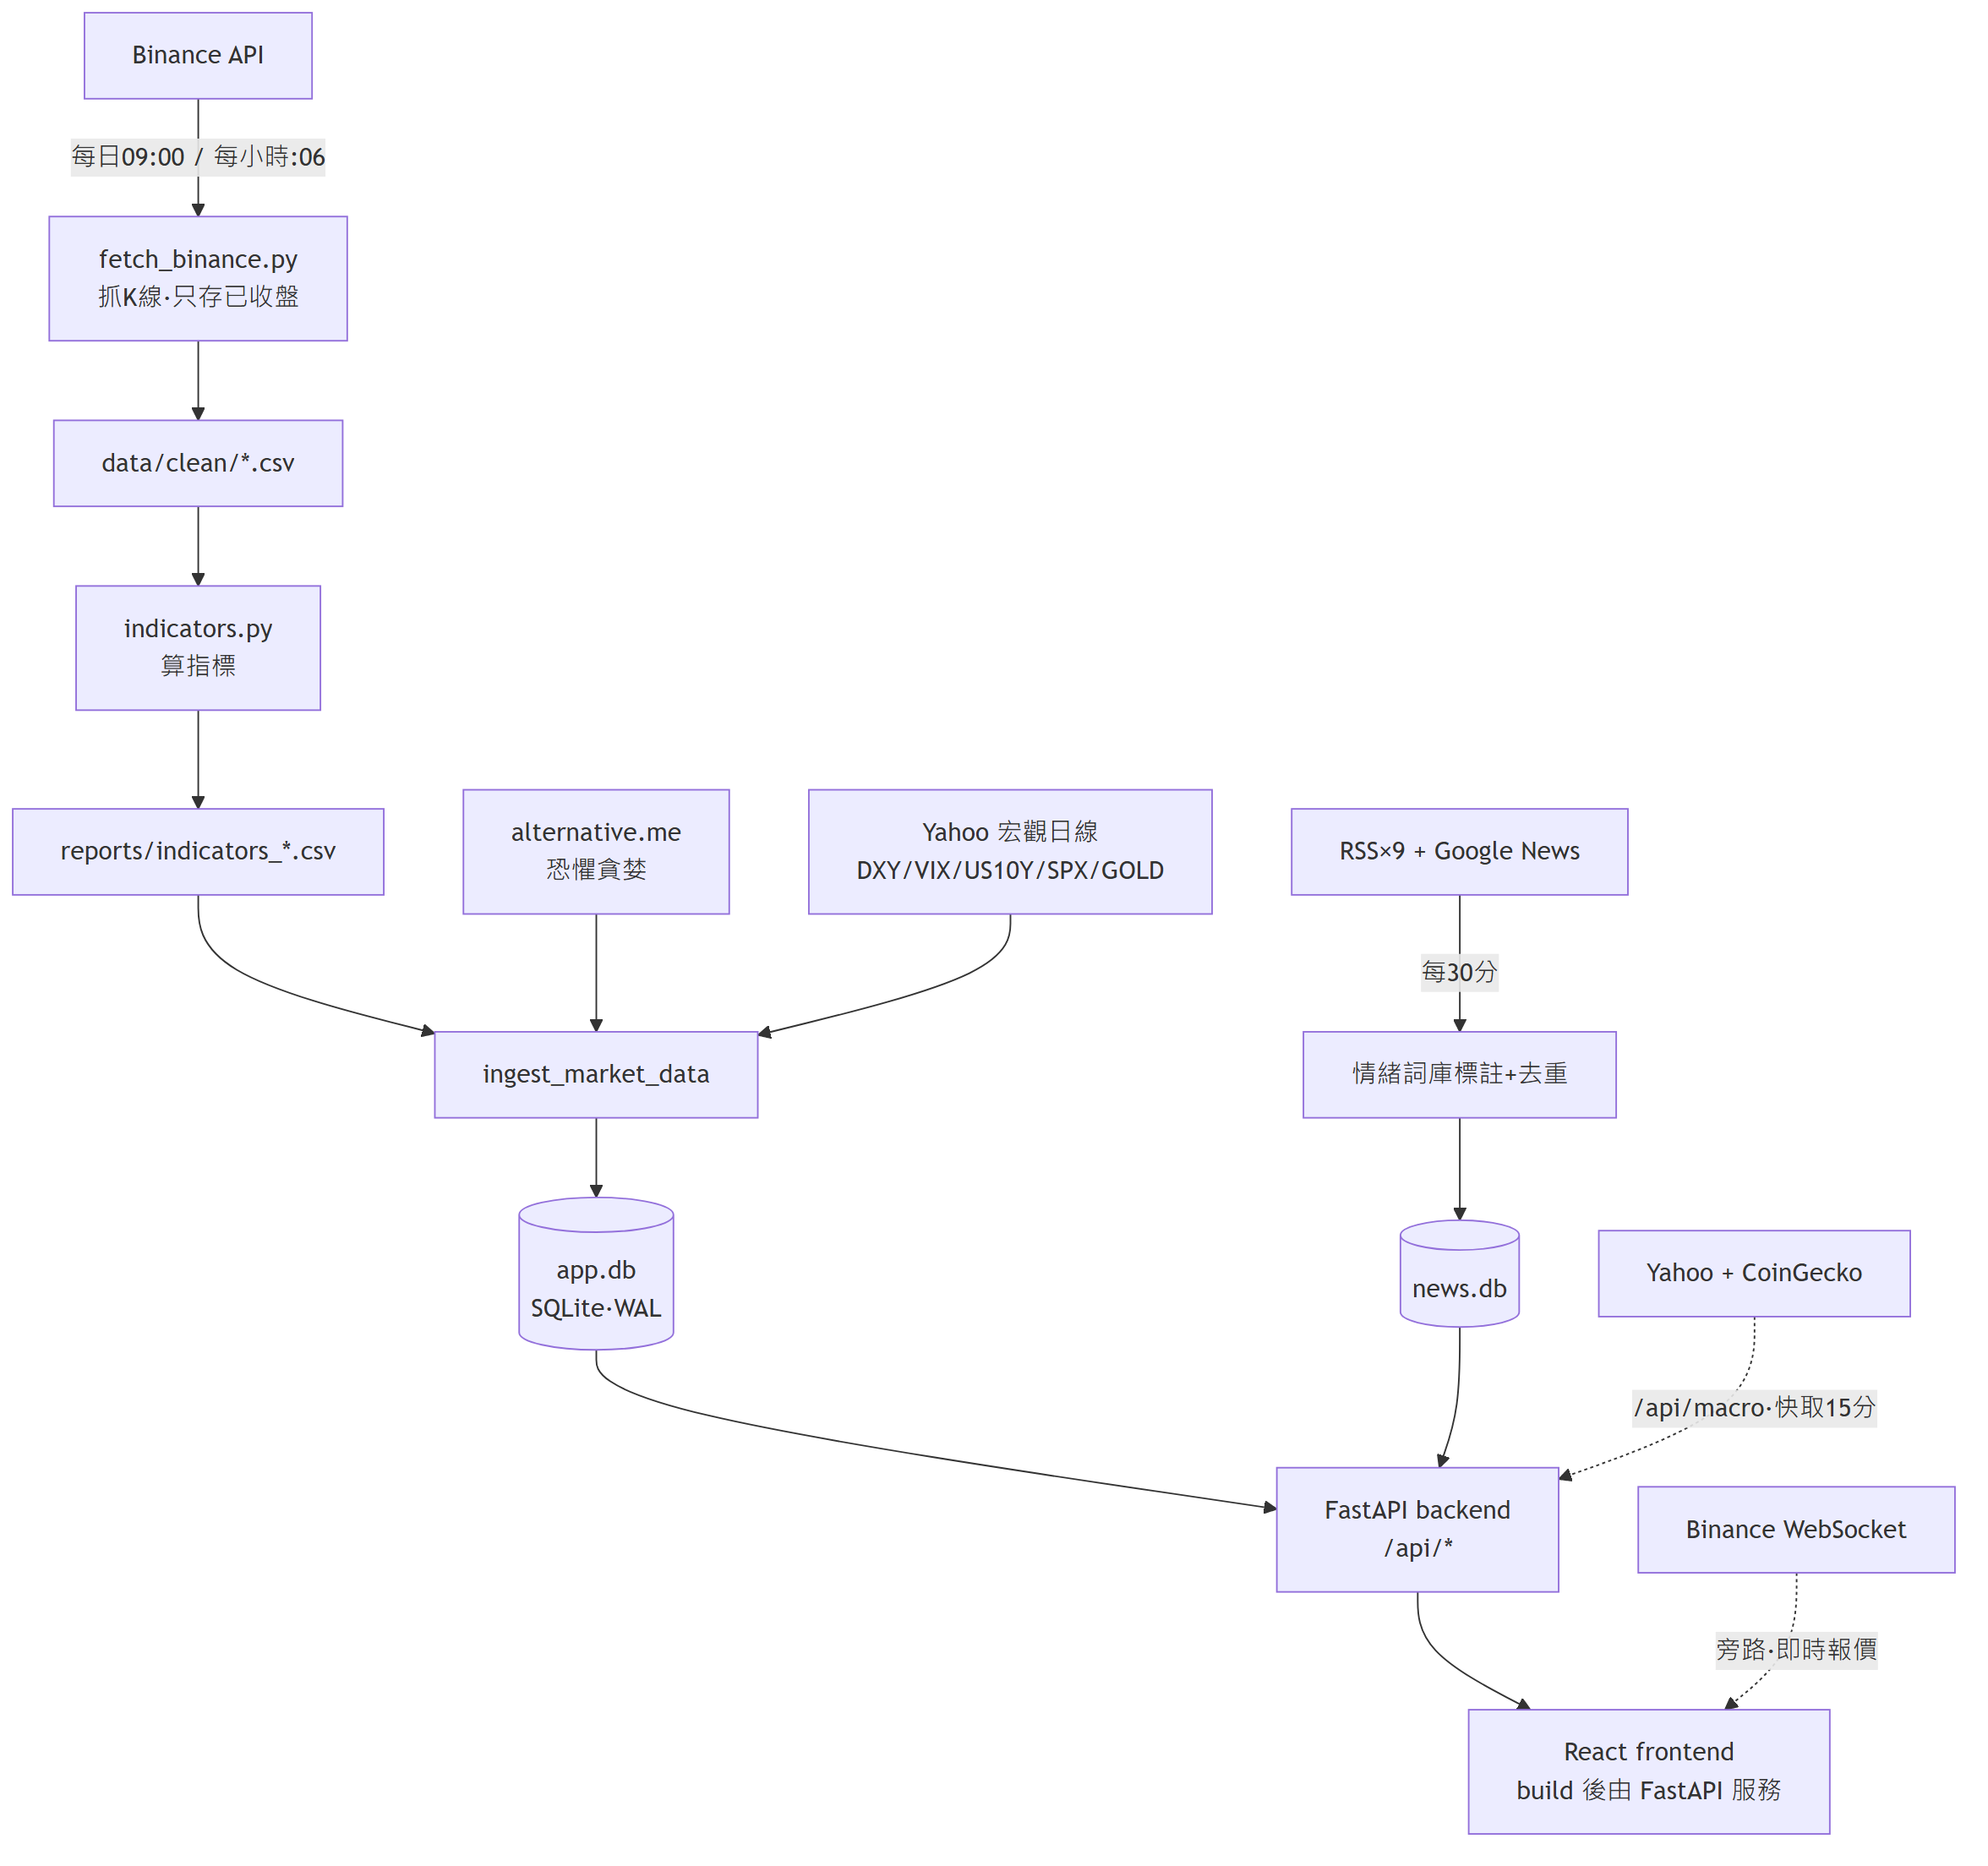 Binance API
每日09:00 / 每小時:06
fetch_binance.py
抓K線·只存已收盤
data/clean/*.csv
indicators.py
算指標
reports/indicators_*.csv
alternative.me
恐懼貪婪
Yahoo 宏觀日線
DXY/VIX/US10Y/SPX/GOLD
RSS×9 + Google News
每30分
ingest_market_data
情緒詞庫標註+去重
app.db
SQLite·WAL
news.db
Yahoo + CoinGecko
/api/macro·快取15分
FastAPI backend
/api/*
Binance WebSocket
旁路·即時報價
React frontend
build 後由 FastAPI 服務